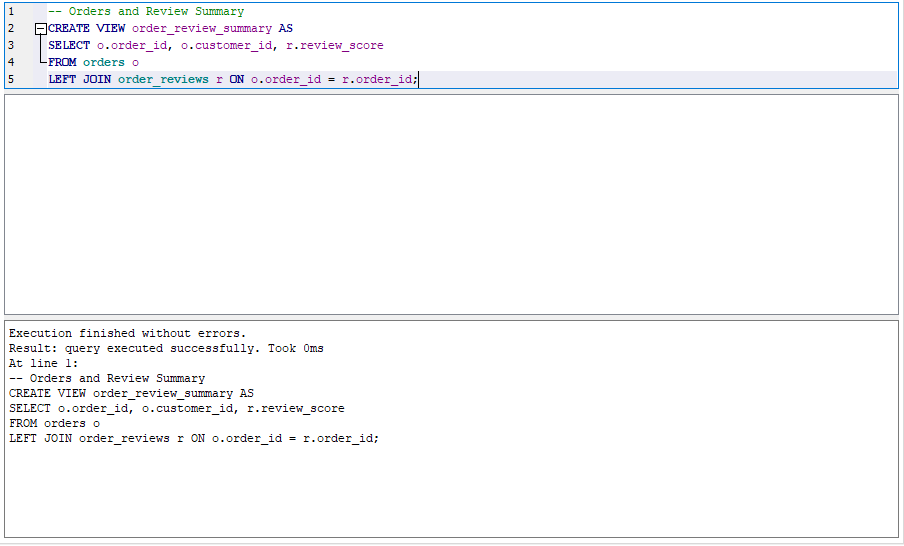 1 -- Orders and Review Summary
2 CREATE VIEW order_review_summary AS
3 SELECT o.order_id, o.customer_id, r.review_score
4 FROM orders o
5 LEFT JOIN order_reviews r ON o.order_id = r.order_id;
Execution finished without errors.
Result: query executed successfully. Took 0ms
At line 1:
-- Orders and Review Summary
CREATE VIEW order_review_summary AS
SELECT o.order_id, o.customer_id, r.review_score
FROM orders o
LEFT JOIN order_reviews r ON o.order_id = r.order_id;